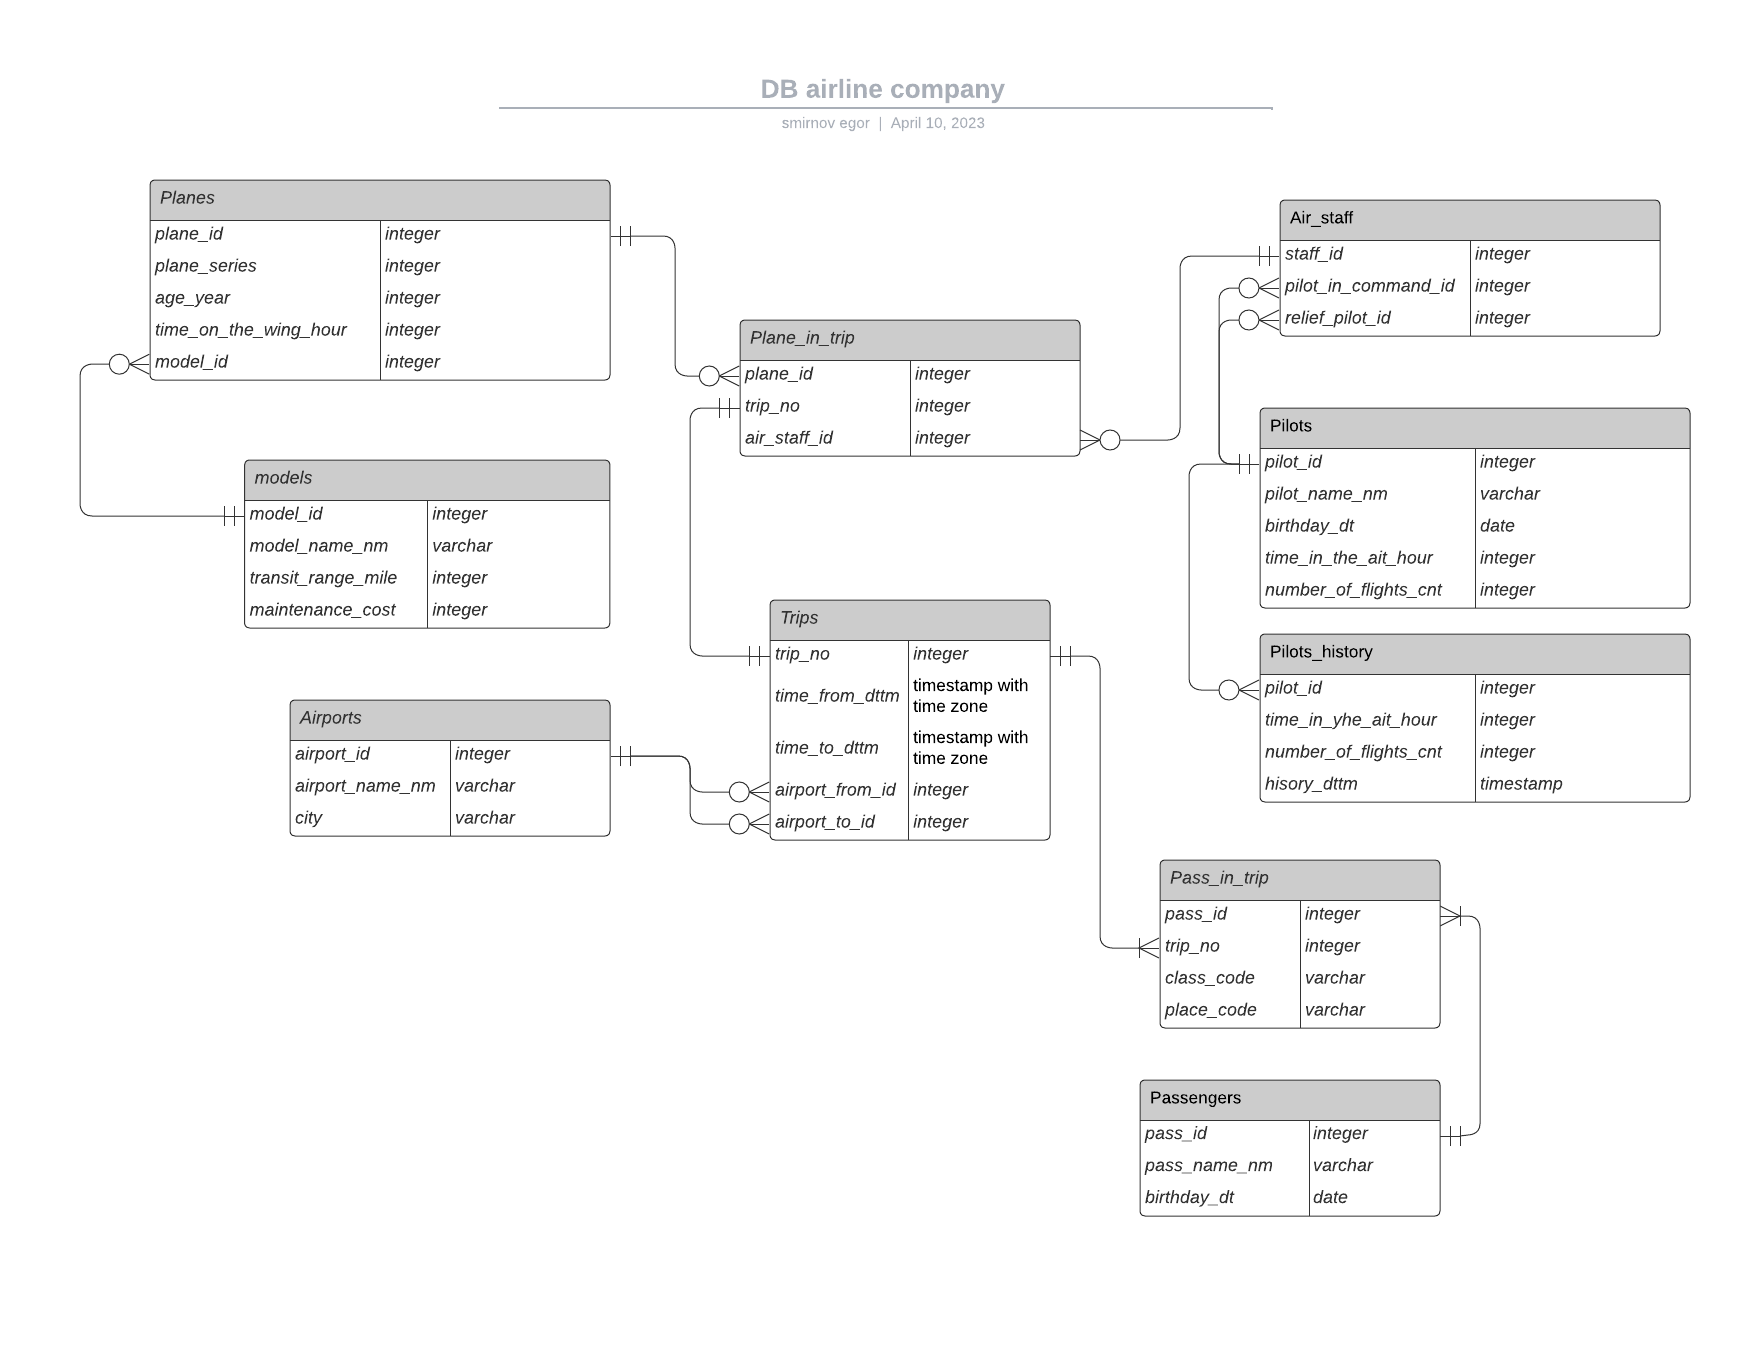 DB airline company
smirnov egor | April 10, 2023
Planes
plane_id integer
plane_series integer
age_year integer
time_on_the_wing_hour integer
model_id integer
models
model_id integer
model_name_nm varchar
transit_range_mile integer
maintenance_cost integer
Airports
airport_id integer
airport_name_nm varchar
city varchar
Plane_in_trip
plane_id integer
trip_no integer
air_staff_id integer
Trips
trip_no integer
time_from_dttm timestamp with
time zone
time_to_dttm timestamp with
time zone
airport_from_id integer
airport_to_id integer
Air_staff
staff_id integer
pilot_in_command_id integer
relief_pilot_id integer
Pilots
pilot_id integer
pilot_name_nm varchar
birthday_dt date
time_in_the_ait_hour integer
number_of_flights_cnt integer
Pilots_history
pilot_id integer
time_in_yhe_ait_hour integer
number_of_flights_cnt integer
hisory_dttm timestamp
Pass_in_trip
pass_id integer
trip_no integer
class_code varchar
place_code varchar
Passengers
pass_id integer
pass_name_nm varchar
birthday_dt date